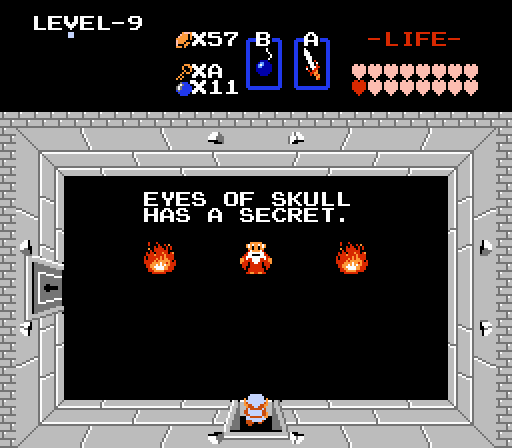 LEVEL-9
X57
B
A
-LIFE-
XA
X11
EYES OF SKULL
HAS A SECRET.